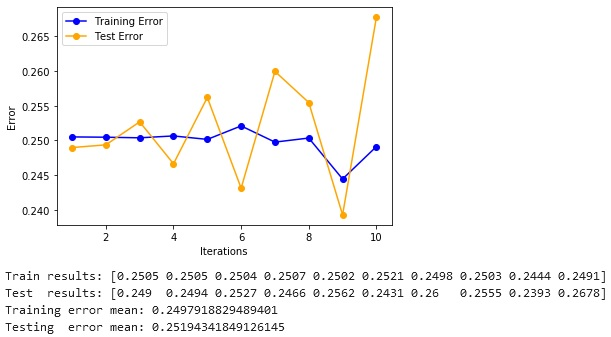 Training Error
Test Error
0.265
0.260
0.255
0.250
0.245
0.240
Error
2 4 6 8 10
Iterations
Train results: [0.2505 0.2505 0.2504 0.2507 0.2502 0.2521 0.2498 0.2503 0.2444 0.2491]
Test  results: [0.249  0.2494 0.2527 0.2466 0.2562 0.2431 0.26   0.2555 0.2393 0.2678]
Training error mean: 0.2497918829489401
Testing  error mean: 0.25194341849126145